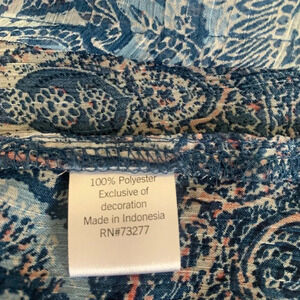 100% Polyester
Exclusive of
decoration
Made in Indonesia
RN#73277